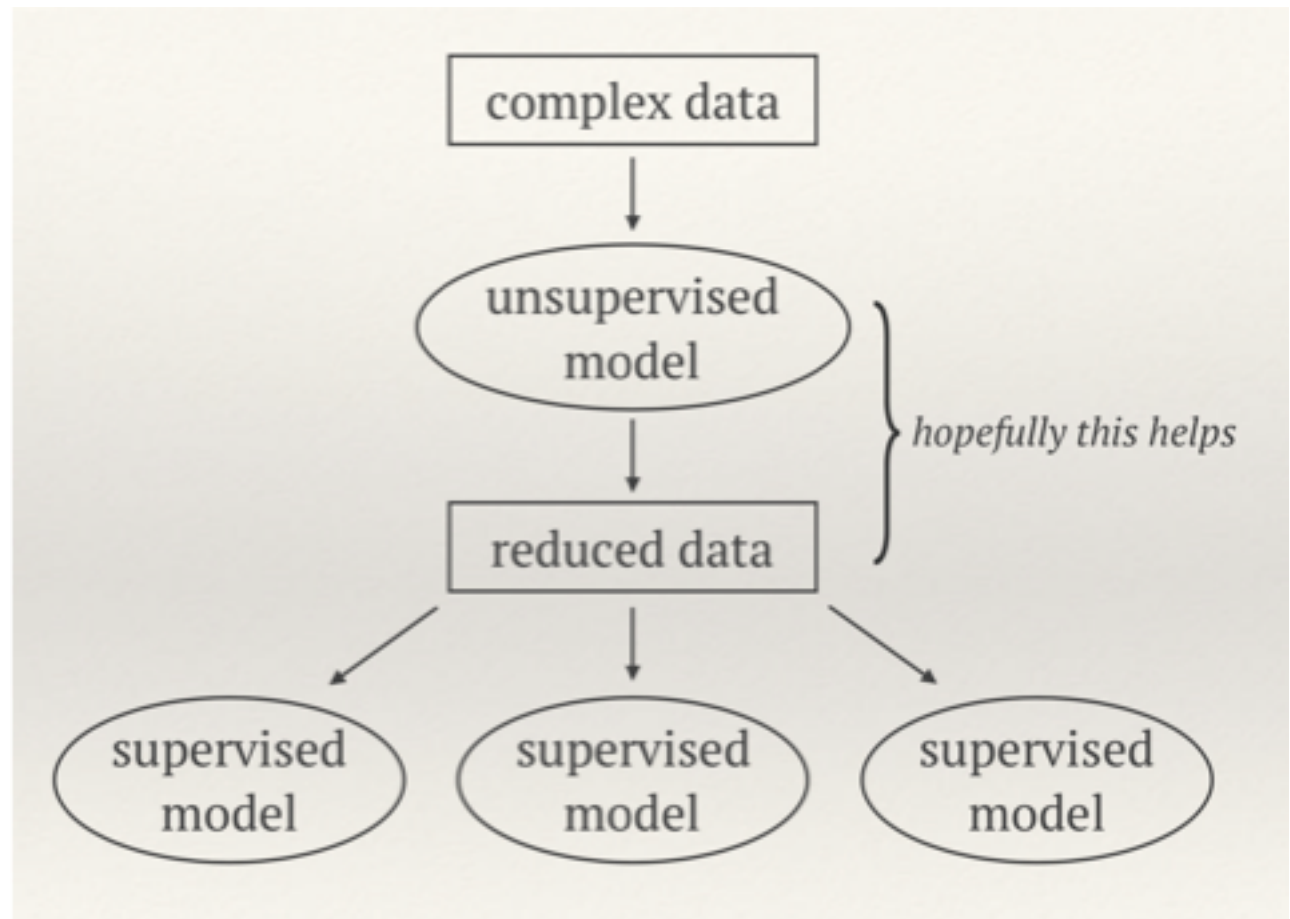 complex data
unsupervised
model
hopefully this helps
reduced data
supervised
model
supervised
model
supervised
model